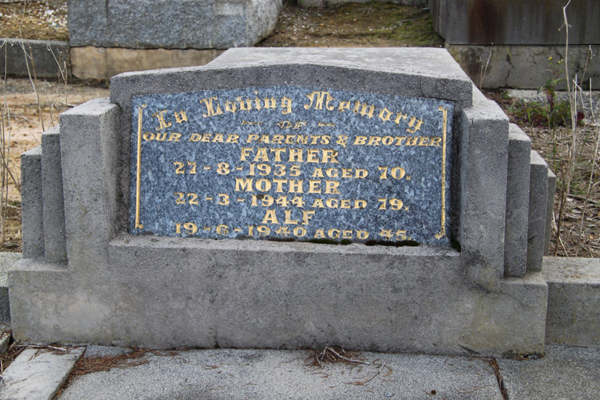 In Loving Memory
OF
OUR DEAR PARENTS & BROTHER
FATHER
27-8-1935 AGED 70.
MOTHER
22-3-1944 AGED 79.
ALF
19-6-1940 AGED 45.